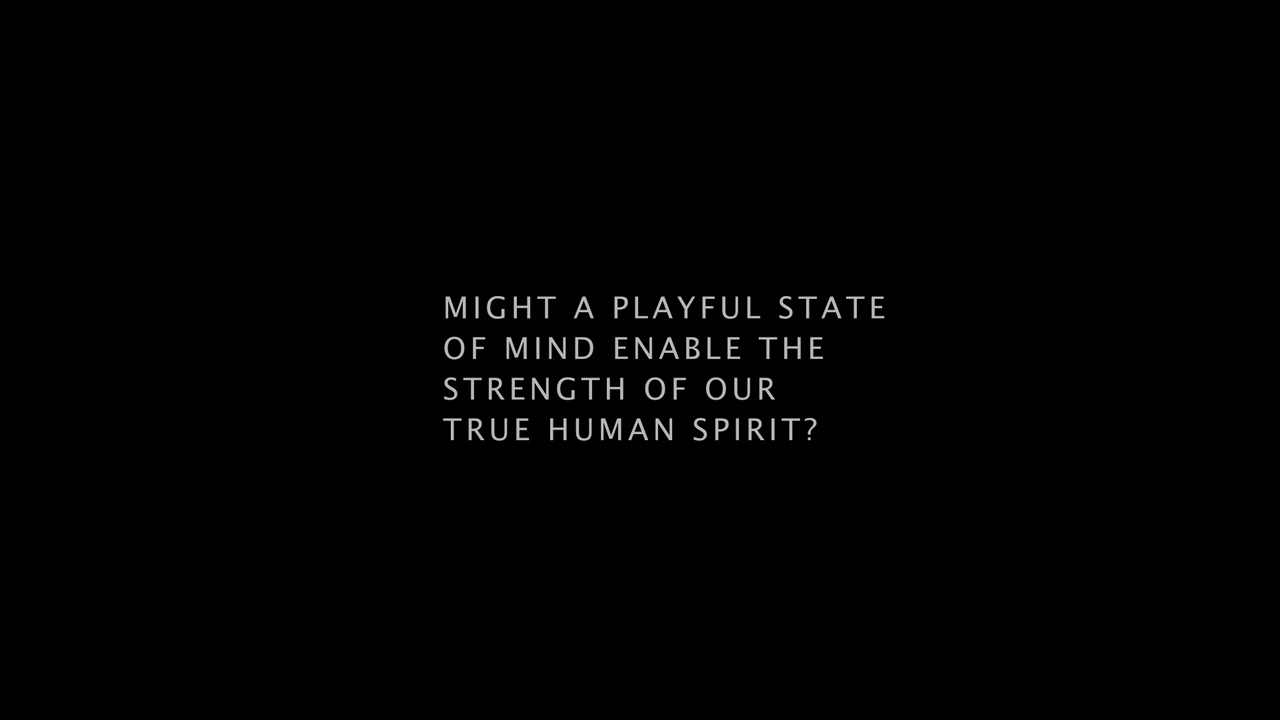 MIGHT A PLAYFUL STATE
OF MIND ENABLE THE
STRENGTH OF OUR
TRUE HUMAN SPIRIT?